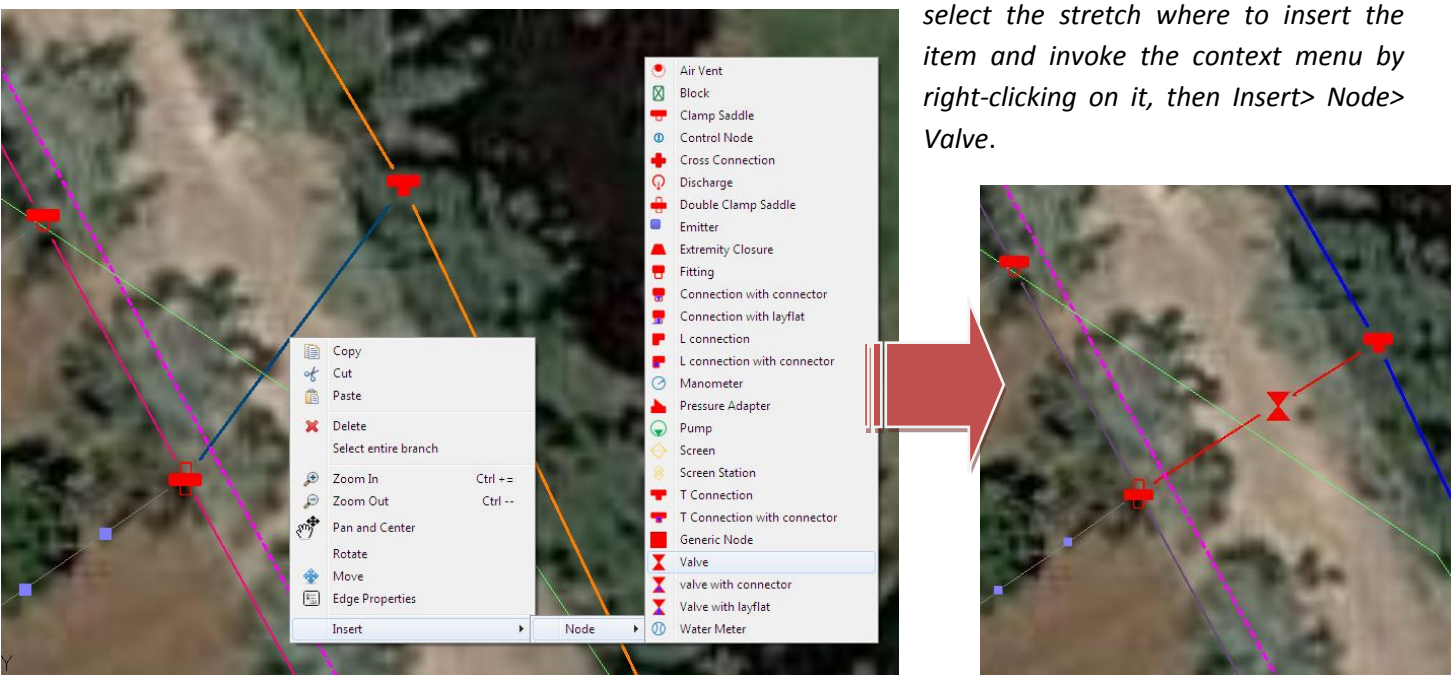 select the stretch where to insert the
item and invoke the context menu by
right-clicking on it, then Insert> Node>
Valve.
Air Vent
Block
Clamp Saddle
Control Node
Cross Connection
Discharge
Double Clamp Saddle
Emitter
Extremity Closure
Fitting
Connection with connector
Connection with layflat
L connection
L connection with connector
Manometer
Pressure Adapter
Pump
Screen
Screen Station
T Connection
T Connection with connector
Generic Node
Valve
valve with connector
Valve with layflat
Water Meter
Copy
Cut
Paste
Delete
Select entire branch
Zoom In Ctrl +=
Zoom Out Ctrl --
Pan and Center
Rotate
Move
Edge Properties
Insert
Node
Y